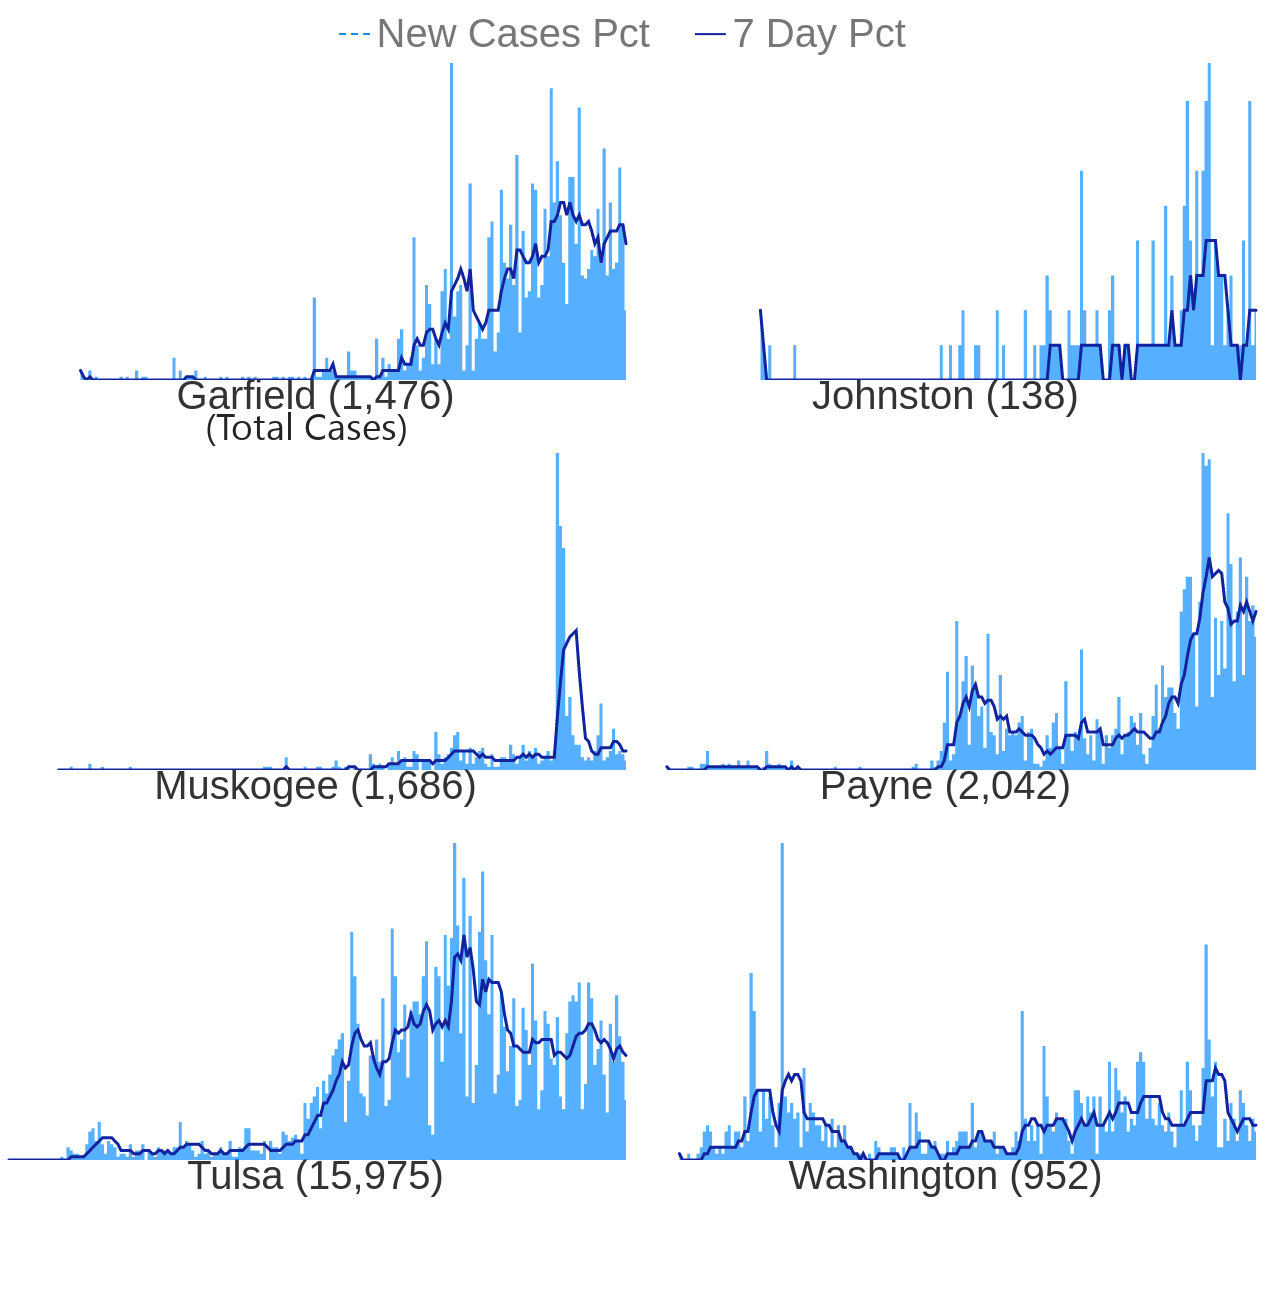 New Cases Pct 7 Day Pct
Garfield (1,476) Johnston (138)
(Total Cases)
Muskogee (1,686) Payne (2,042)
Tulsa (15,975) Washington (952)